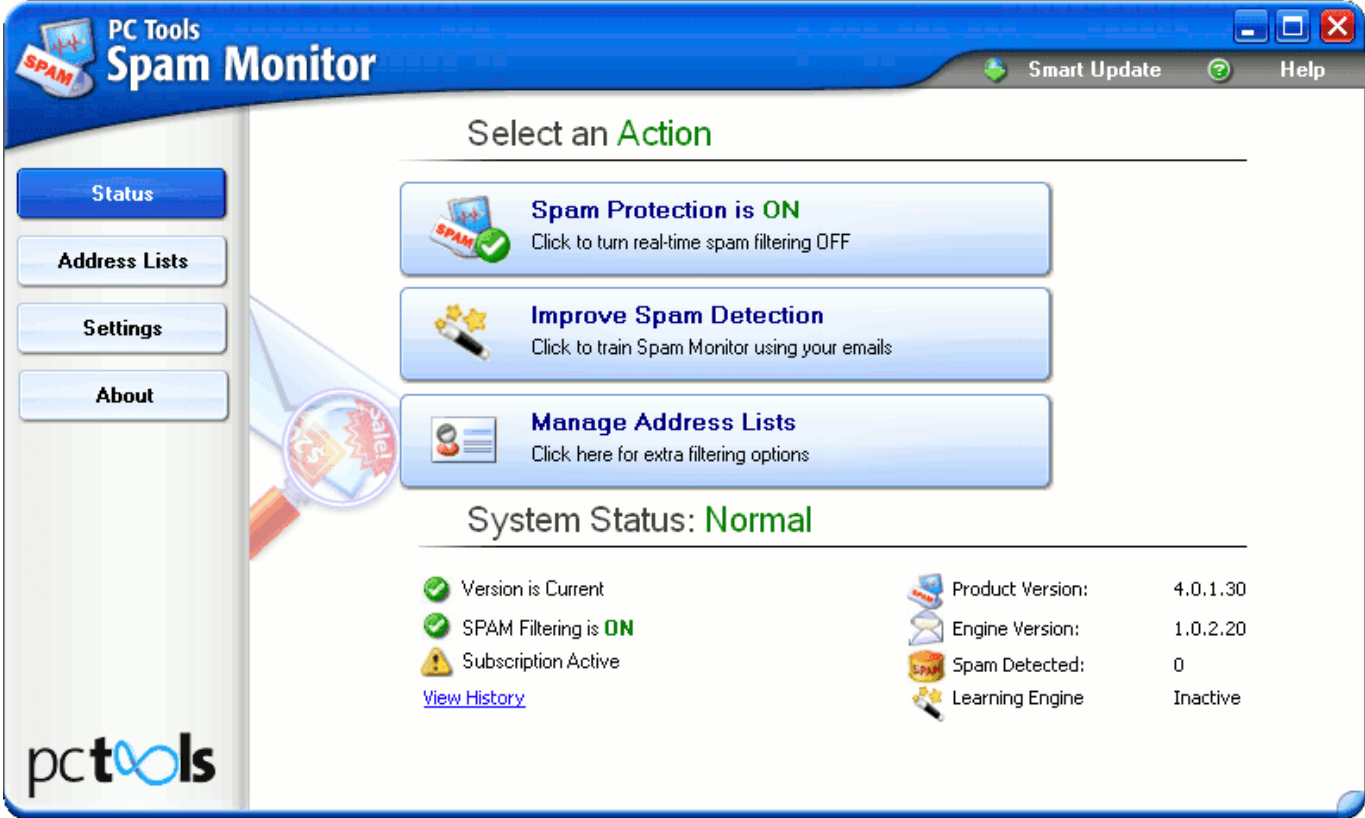 PC Tools
Spam Monitor
SPAM
Smart Update
Help
Status
Address Lists
Settings
About
Select an Action
SPAM
Spam Protection is ON
Click to turn real-time spam filtering OFF
Improve Spam Detection
Click to train Spam Monitor using your emails
Manage Address Lists
Click here for extra filtering options
Sale!
System Status: Normal
Version is Current
Product Version: 4.0.1.30
SPAM Filtering is ON
Engine Version: 1.0.2.20
Subscription Active
SPAM
Spam Detected: 0
View History
Learning Engine Inactive
pctools